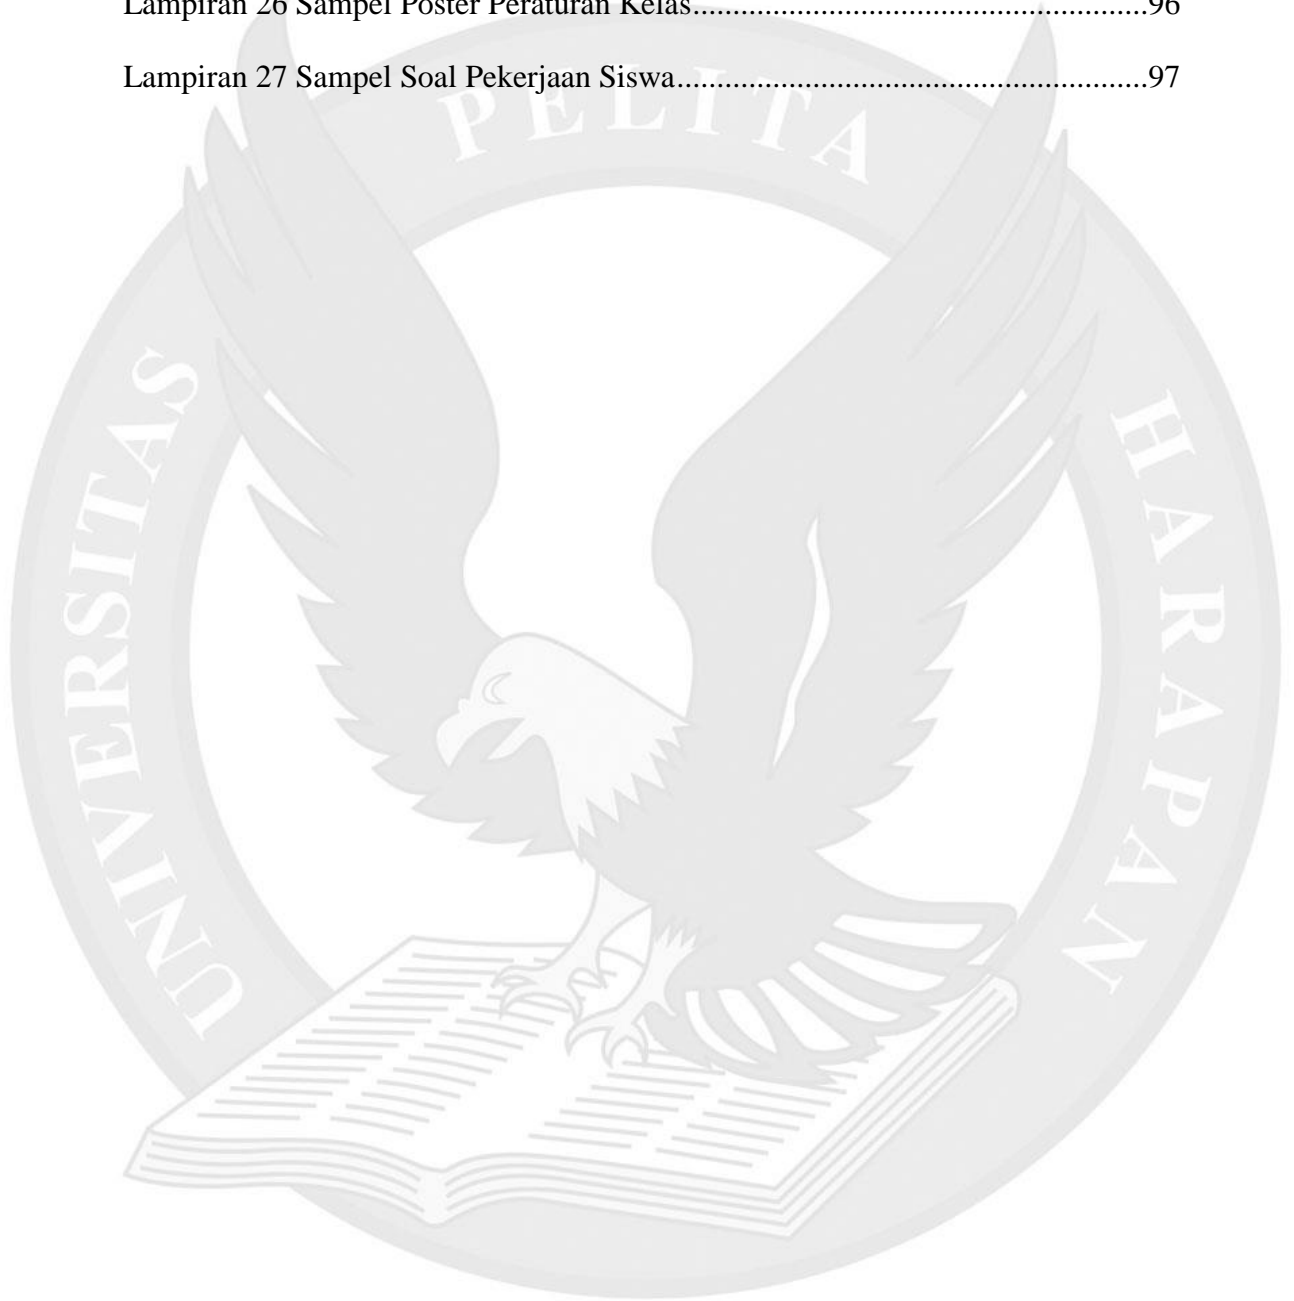 Lampiran 26 Sampel Poster Peraturan Kelas.........................................................96
Lampiran 27 Sampel Soal Pekerjaan Siswa...........................................................97
UNIVERSITAS PELITA HARAPAN